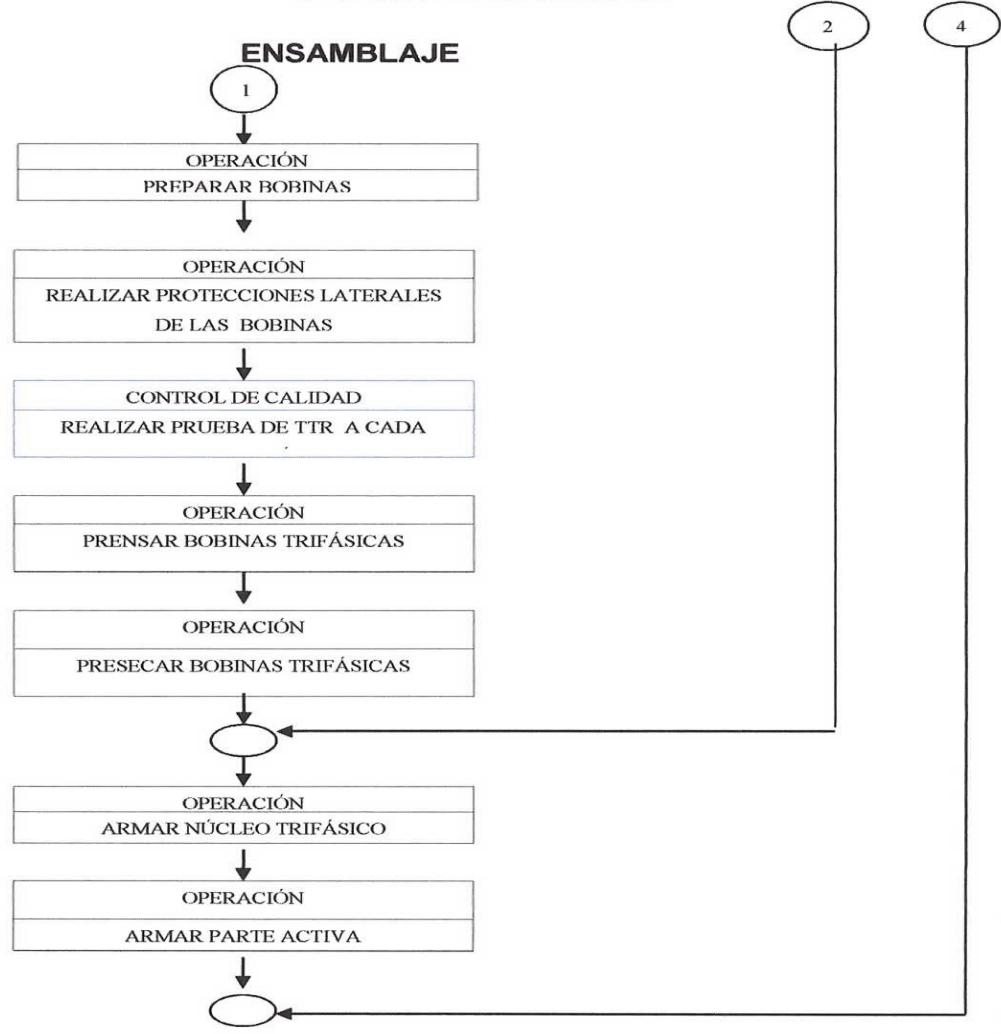 2
4
ENSAMBLAJE
1
OPERACIÓN
PREPARAR BOBINAS
OPERACIÓN
REALIZAR PROTECCIONES LATERALES
DE LAS BOBINAS
CONTROL DE CALIDAD
REALIZAR PRUEBA DE TTR A CADA
OPERACIÓN
PRENSAR BOBINAS TRIFÁSICAS
OPERACIÓN
PRESECAR BOBINAS TRIFÁSICAS
OPERACIÓN
ARMAR NÚCLEO TRIFÁSICO
OPERACIÓN
ARMAR PARTE ACTIVA